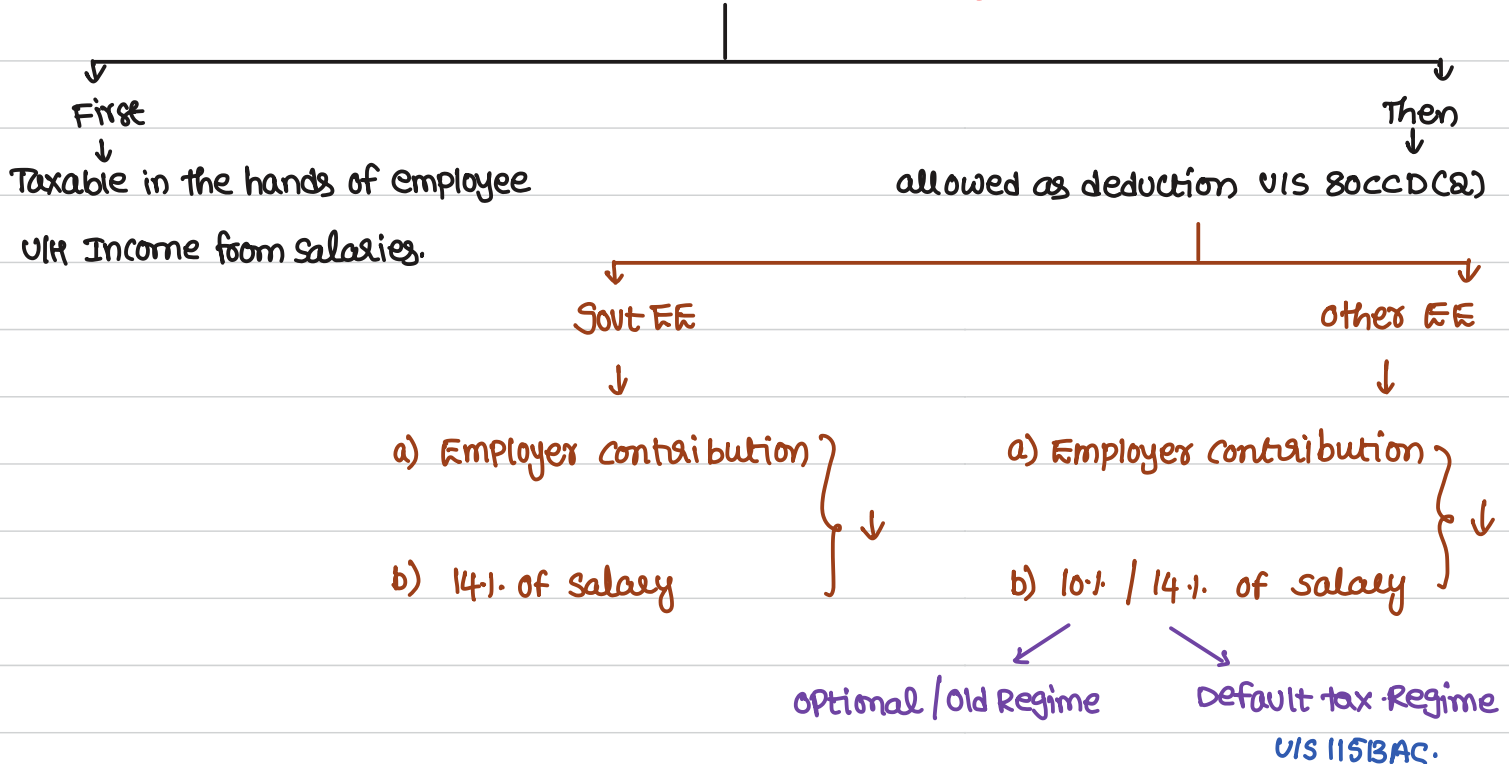 First Then
Taxable in the hands of employee allowed as deduction U/S 80CCD(2)
U/H Income from salaries.
Govt EE Other EE
a) Employer contribution a) Employer contribution
b) 14% of salary b) 10% / 14% of salary
Optional / Old Regime Default tax Regime
U/S 115BAC.